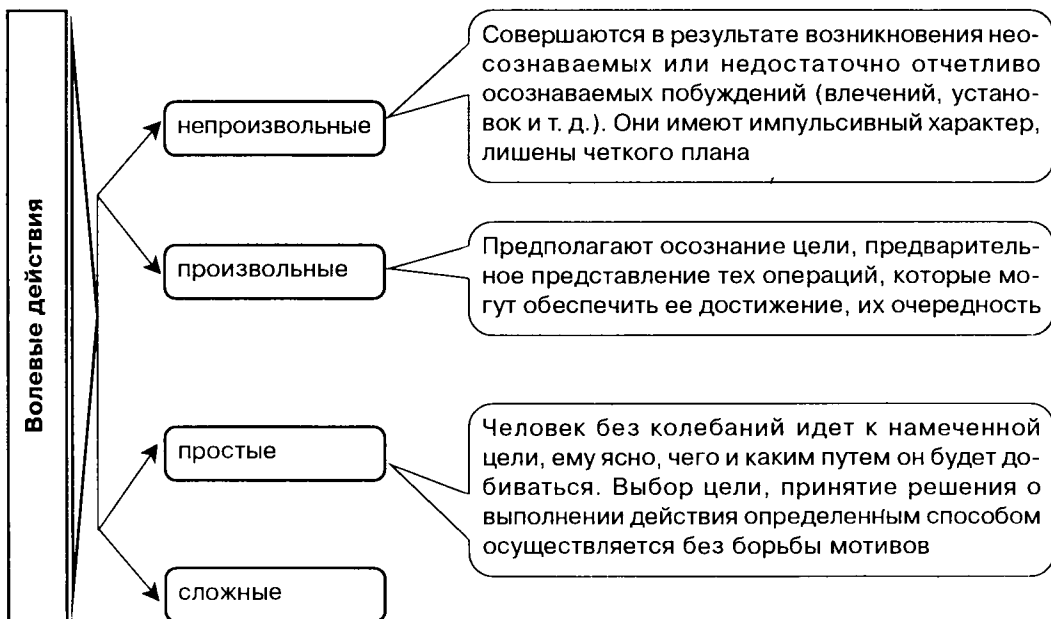 Волевые действия
непроизвольные
Совершаются в результате возникновения нео-
сознаваемых или недостаточно отчетливо
осознаваемых побуждений (влечений, устано-
вок и т. д.). Они имеют импульсивный характер,
лишены четкого плана
произвольные
Предполагают осознание цели, предваритель-
ное представление тех операций, которые мо-
гут обеспечить ее достижение, их очередность
простые
Человек без колебаний идет к намеченной
цели, ему ясно, чего и каким путем он будет до-
биваться. Выбор цели, принятие решения о
выполнении действия определенным способом
осуществляется без борьбы мотивов
сложные